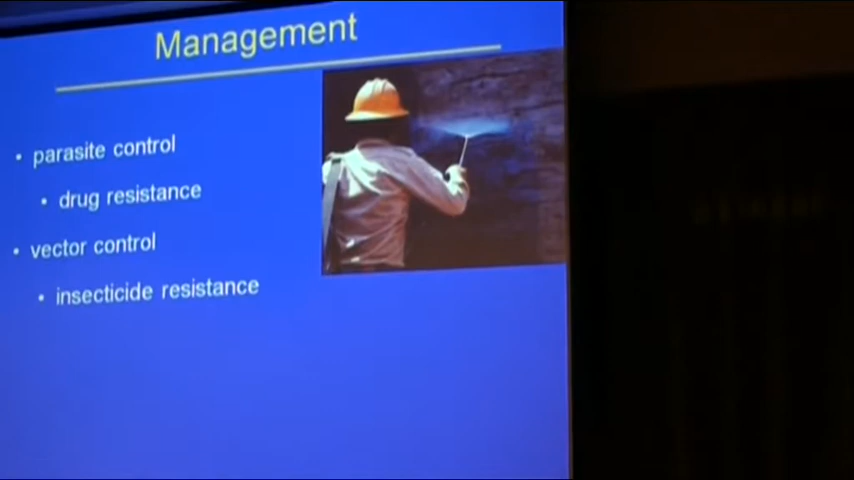 Management
• parasite control
• drug resistance
• vector control
• insecticide resistance